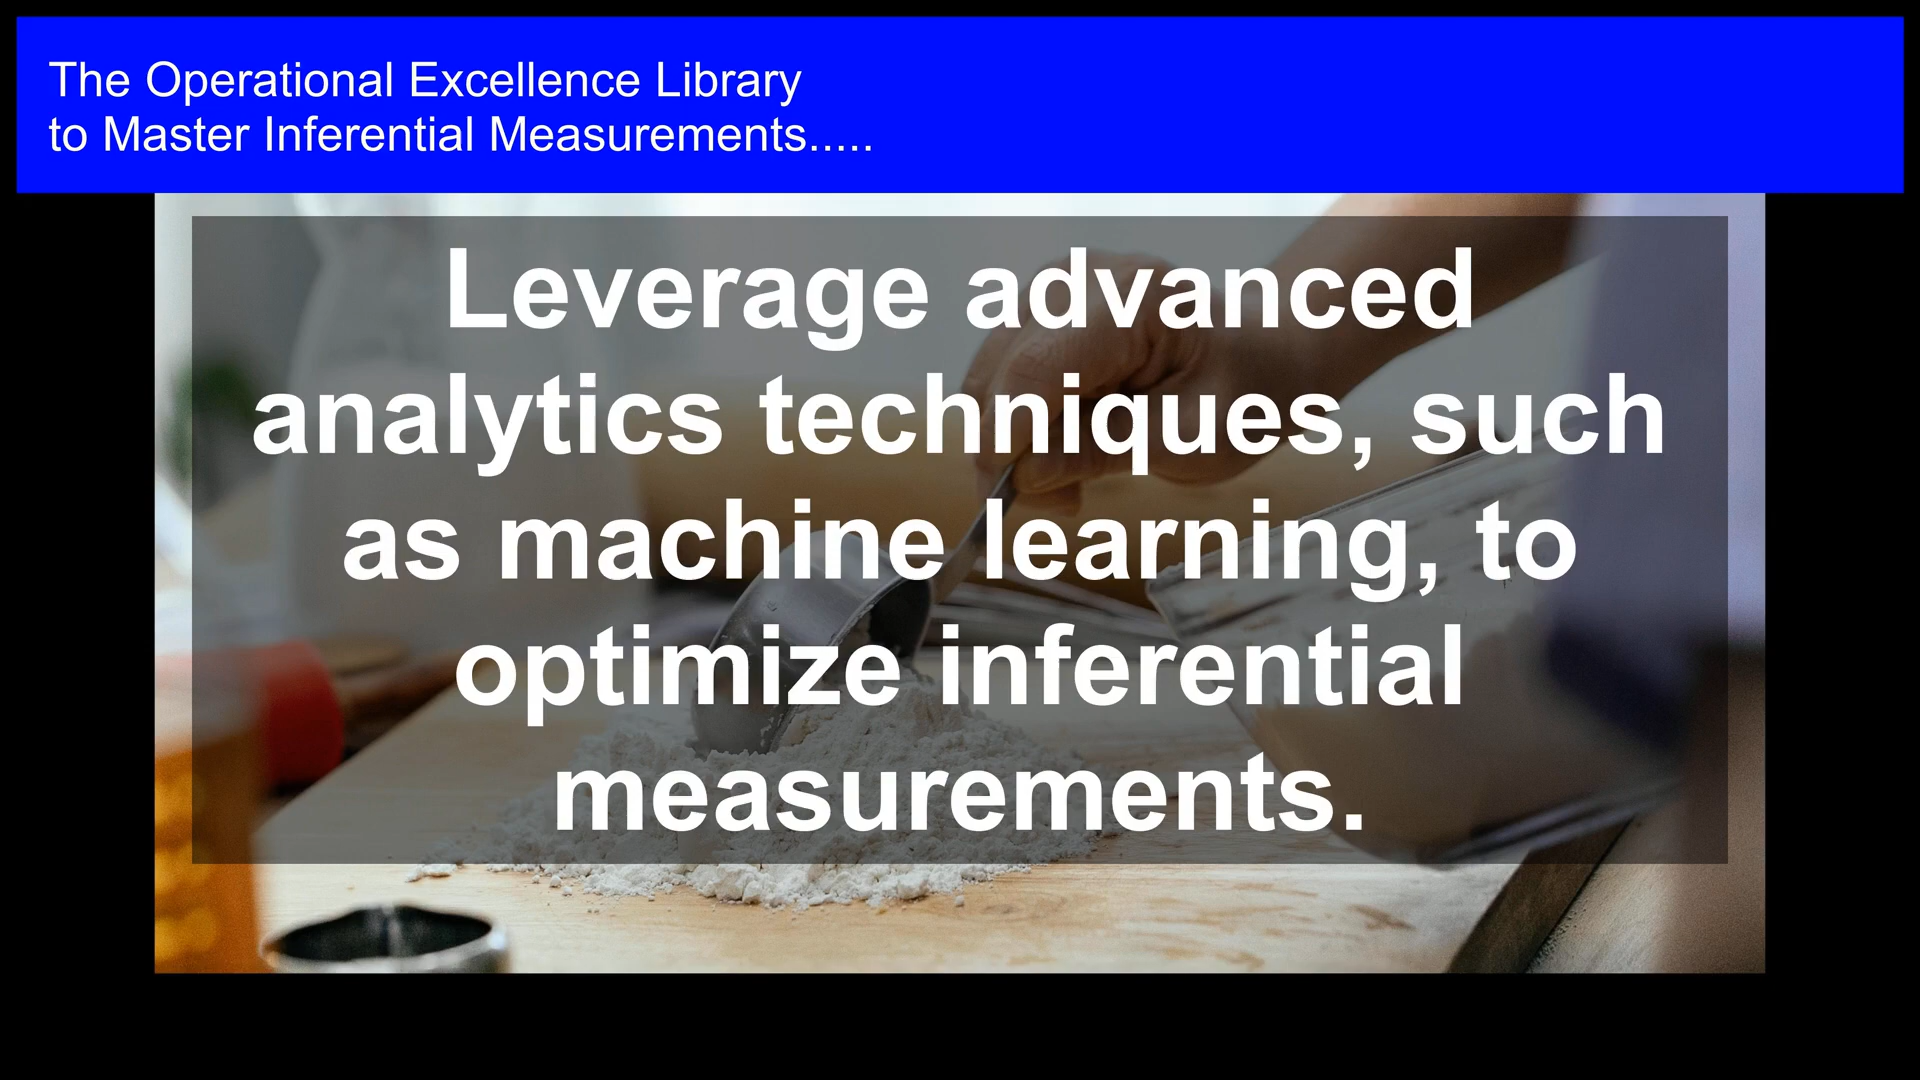 The Operational Excellence Library
to Master Inferential Measurements.....
Leverage advanced
analytics techniques, such
as machine learning, to
optimize inferential
measurements.